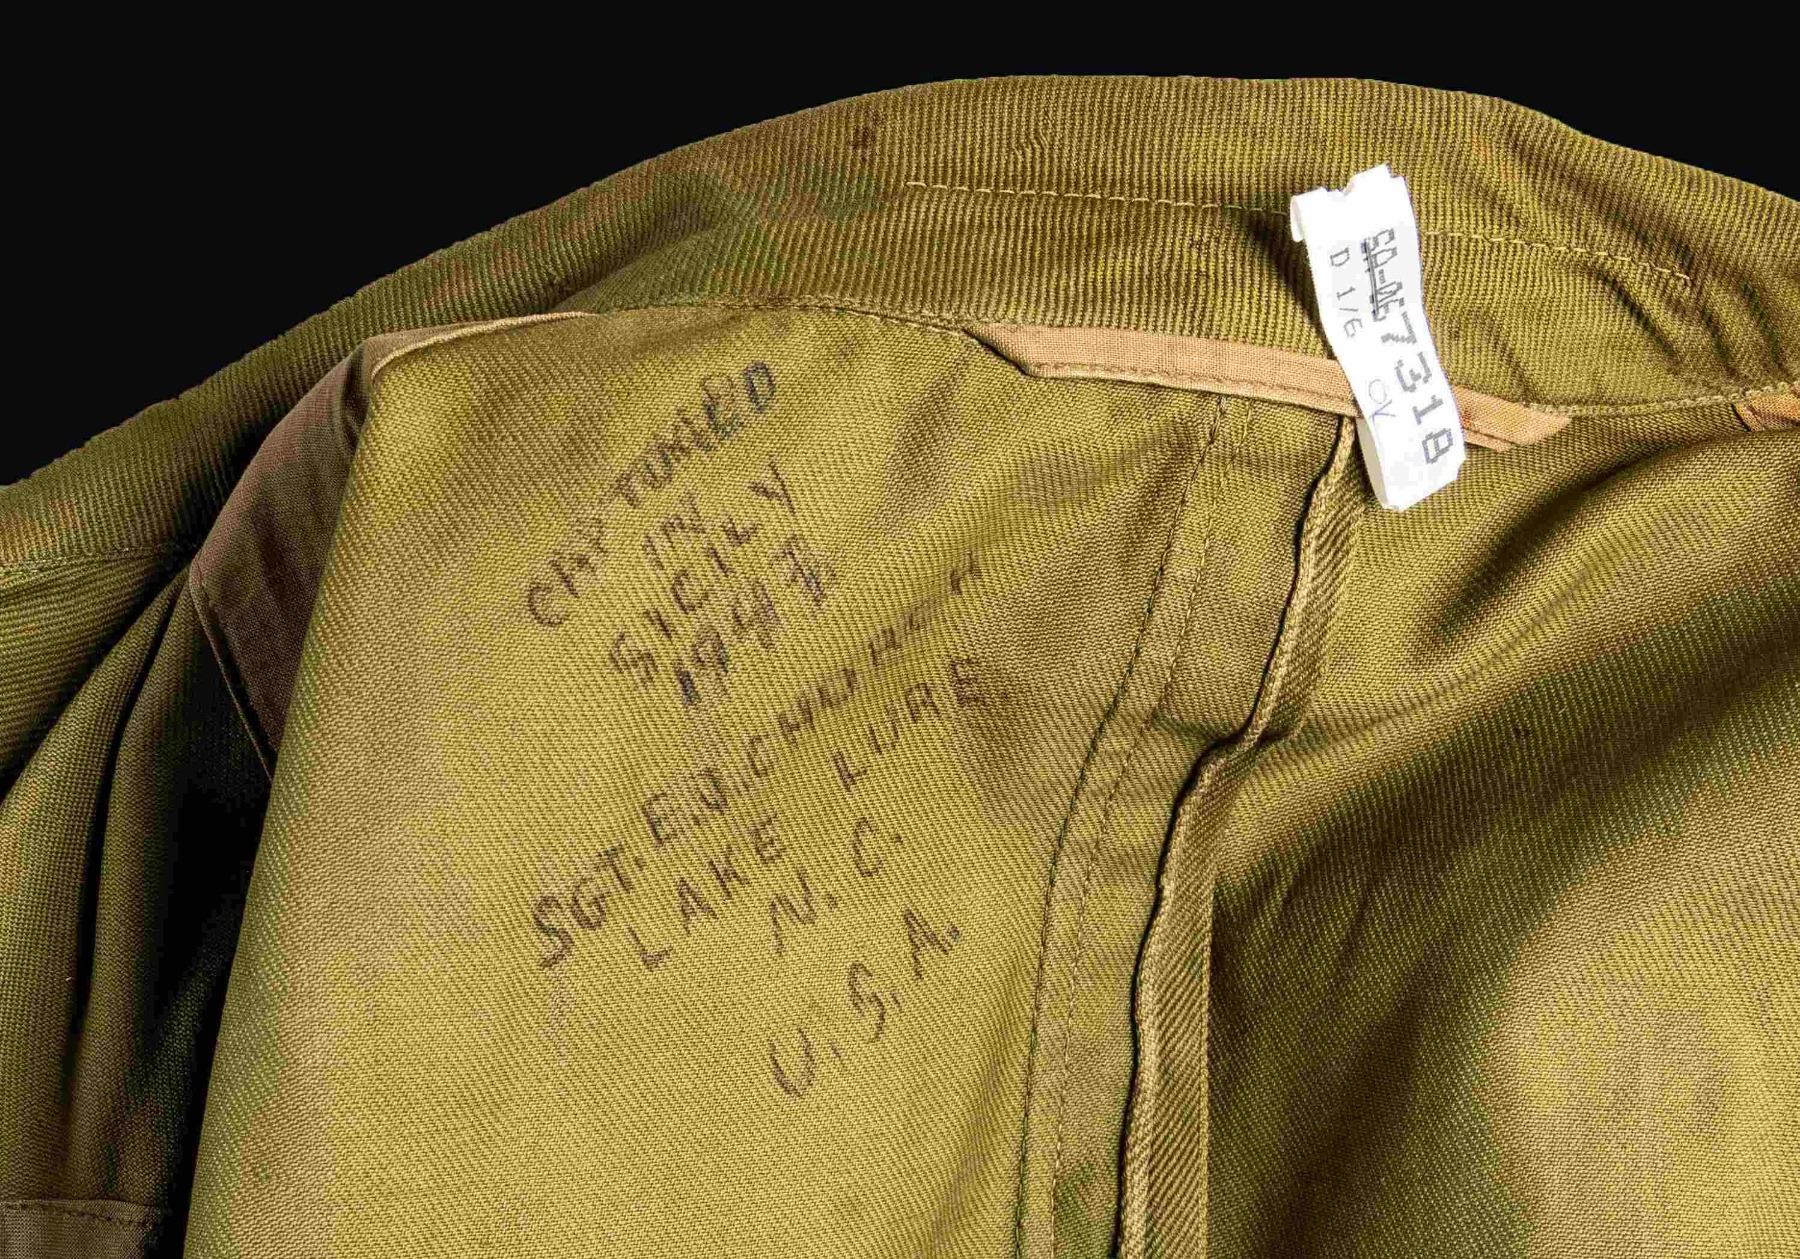 CAPTURED
IN
SICILY
1943
SGT. E.O.
LAKE LURE
N.C.
U.S.A.
7318
D 1/6